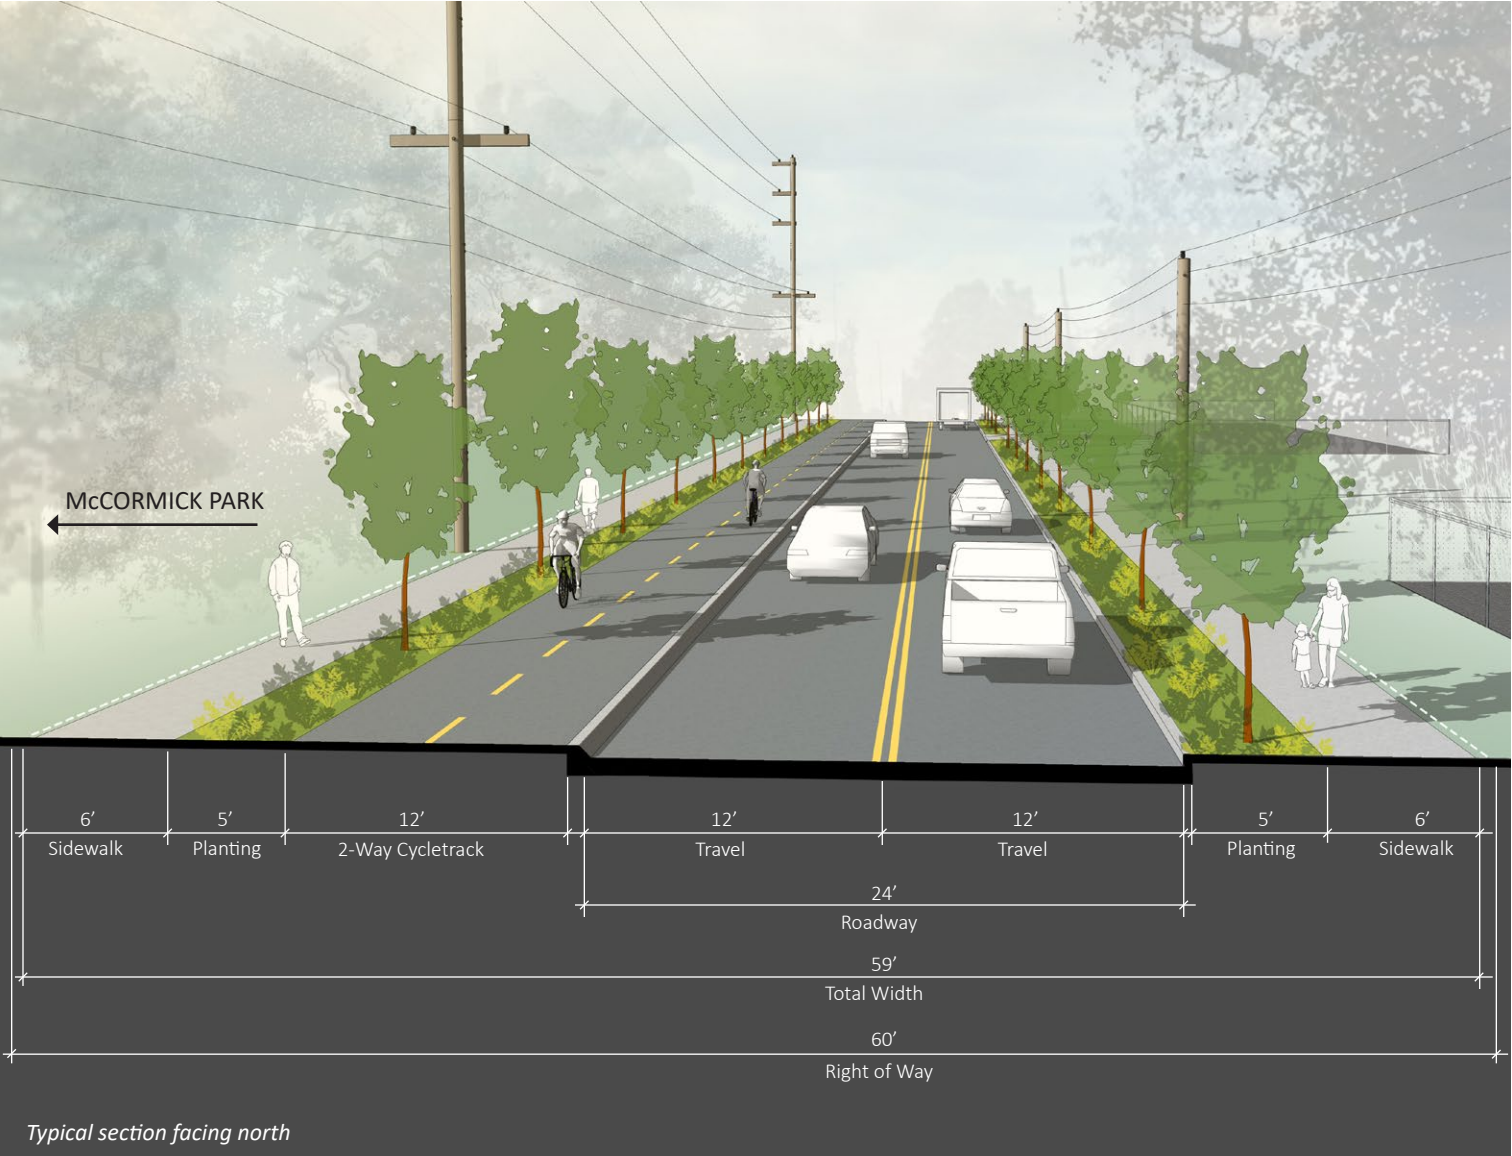 McCORMICK PARK
6’ 5’ 12’ 12’ 12’ 5’ 6’
Sidewalk Planting 2-Way Cycletrack Travel Travel Planting Sidewalk
24’
Roadway
59’
Total Width
60’
Right of Way
Typical section facing north